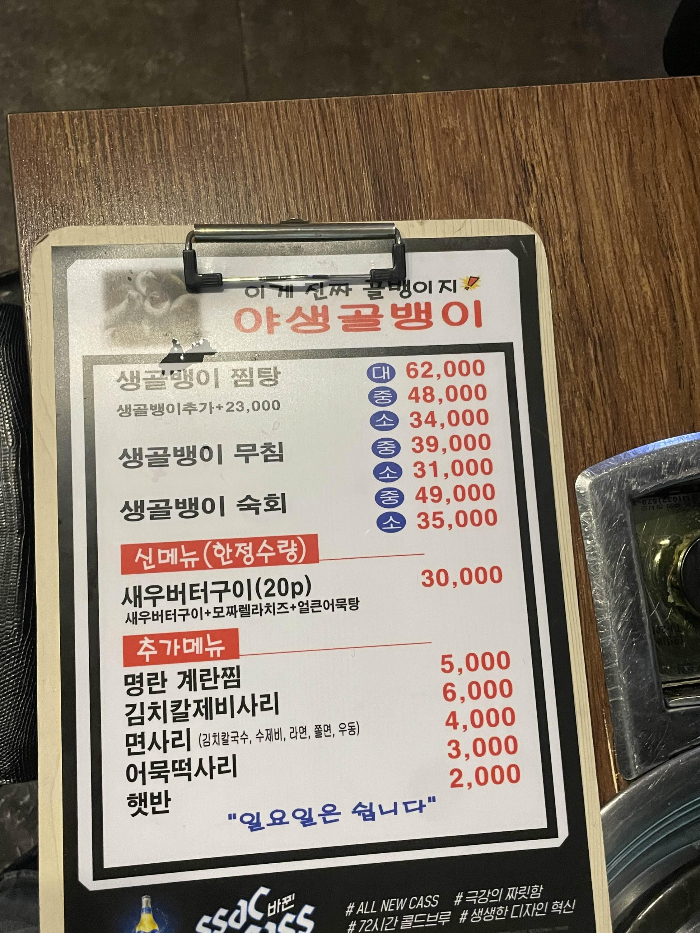 이게 진짜 골뱅이지
야생골뱅이
생골뱅이 찜탕 대 62,000
중 48,000
생골뱅이추가+23,000
소 34,000
생골뱅이 무침 중 39,000
소 31,000
생골뱅이 숙회 중 49,000
소 35,000
신메뉴(한정수량)
새우버터구이(20p) 30,000
새우버터구이+모짜렐라치즈+얼큰어묵탕
추가메뉴
명란 계란찜 5,000
김치칼제비사리 6,000
면사리 (김치칼국수, 수제비, 라면, 쫄면, 우동) 4,000
어묵떡사리 3,000
햇반 2,000
"일요일은 쉽니다"
싹 바뀐
# ALL NEW CASS # 극강의 짜릿함
# 72시간 콜드브루 # 생생한 디자인 혁신